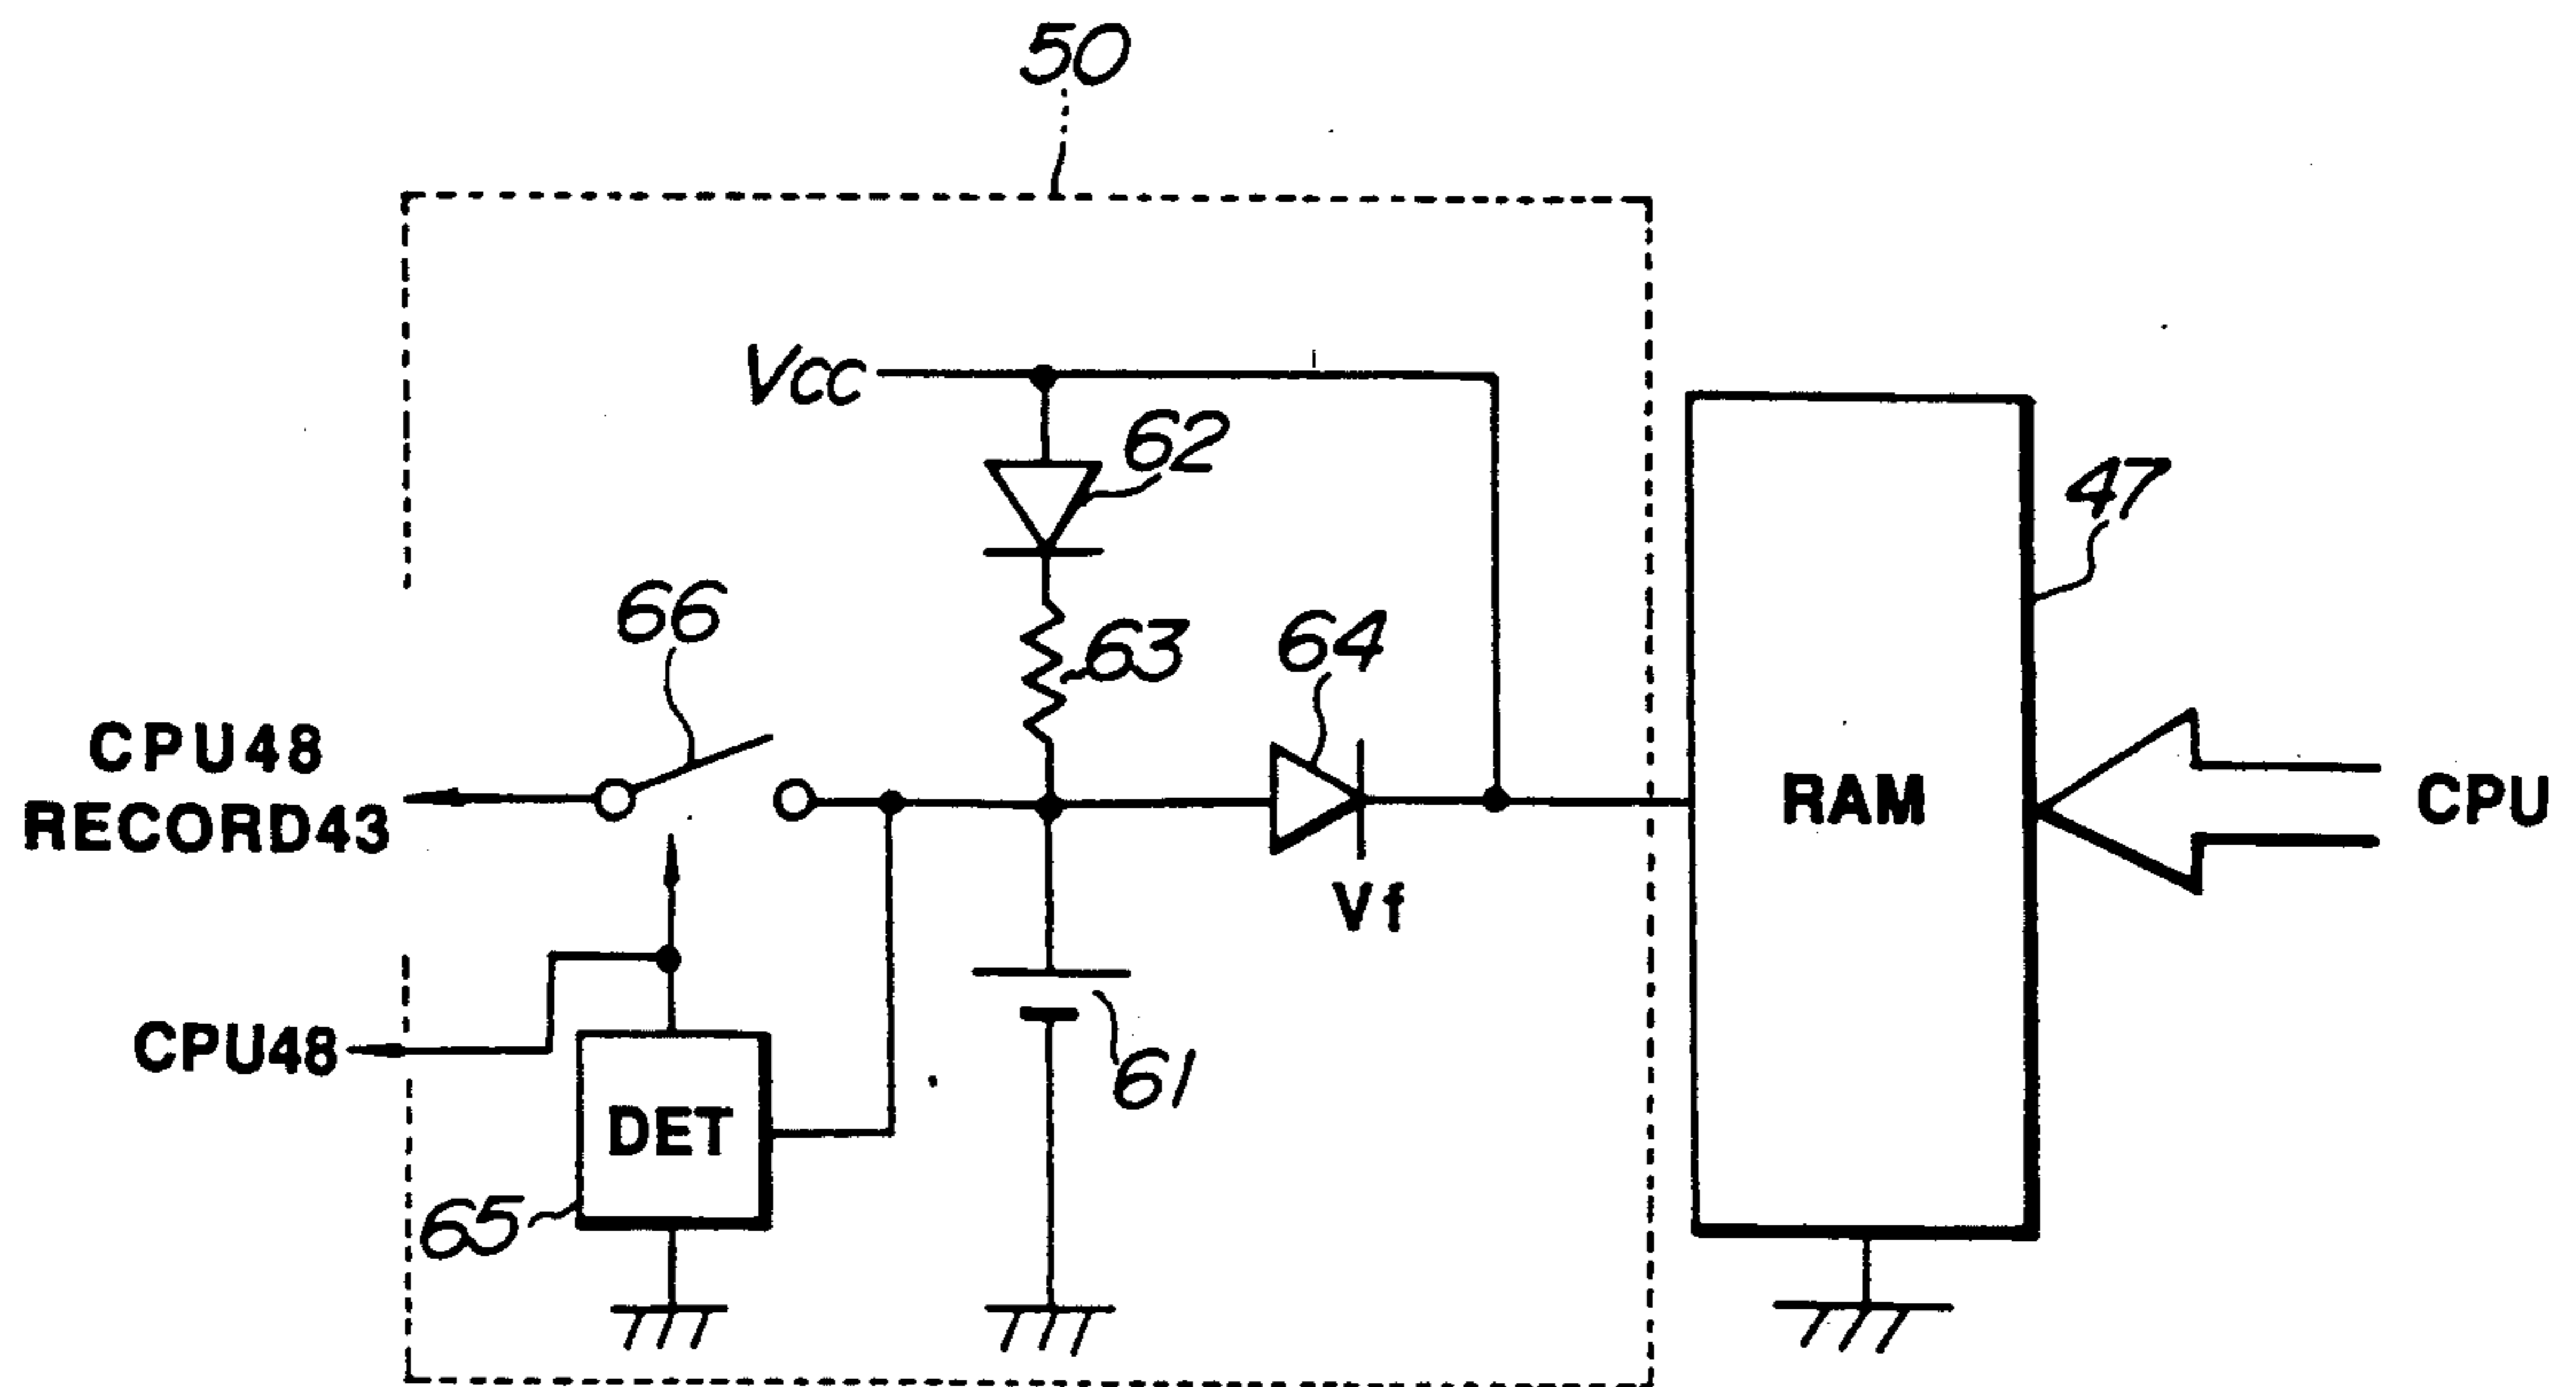 50
Vcc
62
47
66
63
64
CPU48
RECORD43
RAM
CPU
Vf
CPU48
61
DET
65